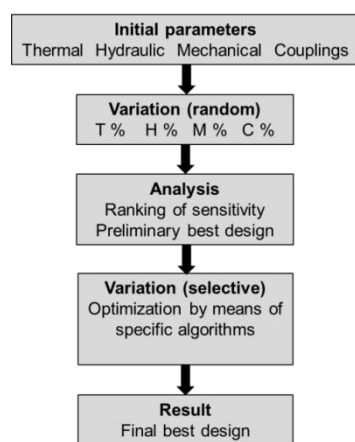 Initial parameters
Thermal Hydraulic Mechanical Couplings
Variation (random)
T % H % M % C %
Analysis
Ranking of sensitivity
Preliminary best design
Variation (selective)
Optimization by means of
specific algorithms
Result
Final best design